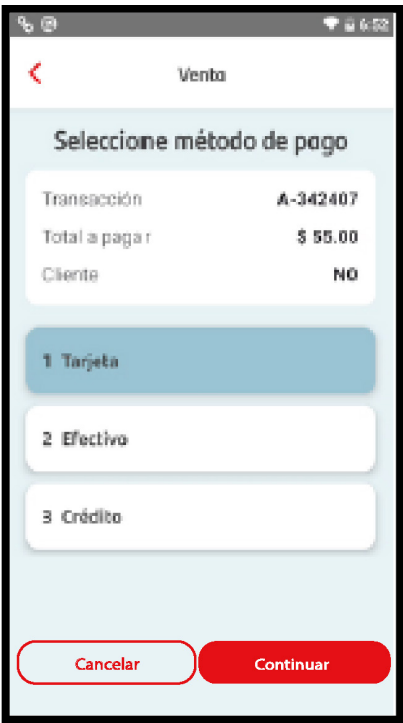 6:52
Venta
Seleccione método de pago
Transacción A-342407
Total a pagar $ 55.00
Cliente NO
1 Tarjeta
2 Efectivo
3 Crédito
Cancelar Continuar